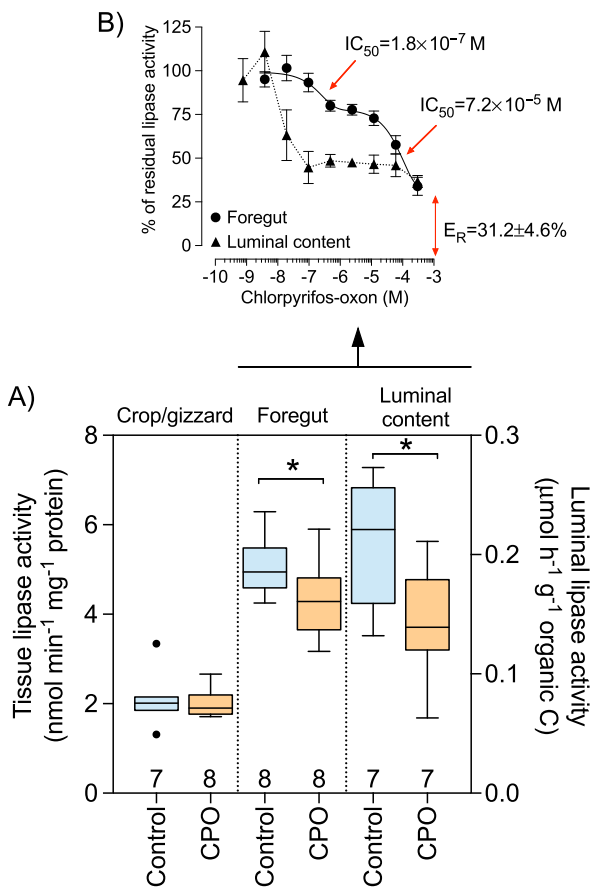 B)
% of residual lipase activity
125
100
75
50
25
0
IC50=1.8×10⁻⁷ M
IC50=7.2×10⁻⁵ M
ER=31.2±4.6%
Foregut
Luminal content
-10 -9 -8 -7 -6 -5 -4 -3
Chlorpyrifos-oxon (M)
A)
Crop/gizzard
Foregut
Luminal
content
Tissue lipase activity
(nmol min⁻¹ mg⁻¹ protein)
8
6
4
2
0
*
*
0.3
0.2
0.1
0.0
Luminal lipase activity
(μmol h⁻¹ g⁻¹ organic C)
7 8 8 8 7 7
Control CPO Control CPO Control CPO